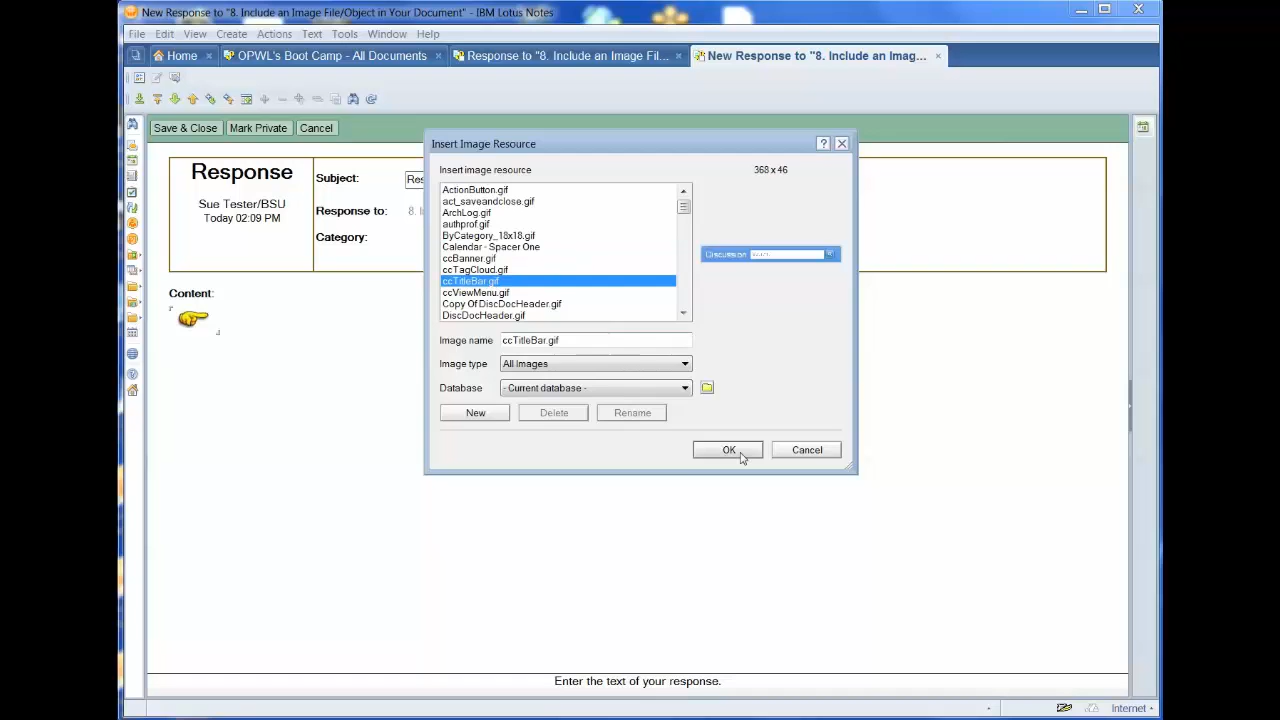 New Response to "8. Include an Image File/Object in Your Document" - IBM Lotus Notes
File Edit View Create Actions Text Tools Window Help
Home OPWL's Boot Camp - All Documents Response to "8. Include an Image Fil... New Response to "8. Include an Imag...
Save & Close Mark Private Cancel
Insert Image Resource
Insert image resource 368 x 46
Response
Sue Tester/BSU
Today 02:09 PM
Subject: Res
Response to: 8. I
Category:
Content:
ActionButton.gif
act_saveandclose.gif
ArchLog.gif
authprof.gif
ByCategory_18x18.gif
Calendar - Spacer One
ccBanner.gif
ccTagCloud.gif
ccTitleBar.gif
ccViewMenu.gif
Copy Of DiscDocHeader.gif
DiscDocHeader.gif
Discussion
Image name ccTitleBar.gif
Image type All Images
Database - Current database -
New Delete Rename
OK Cancel
Enter the text of your response.
Internet